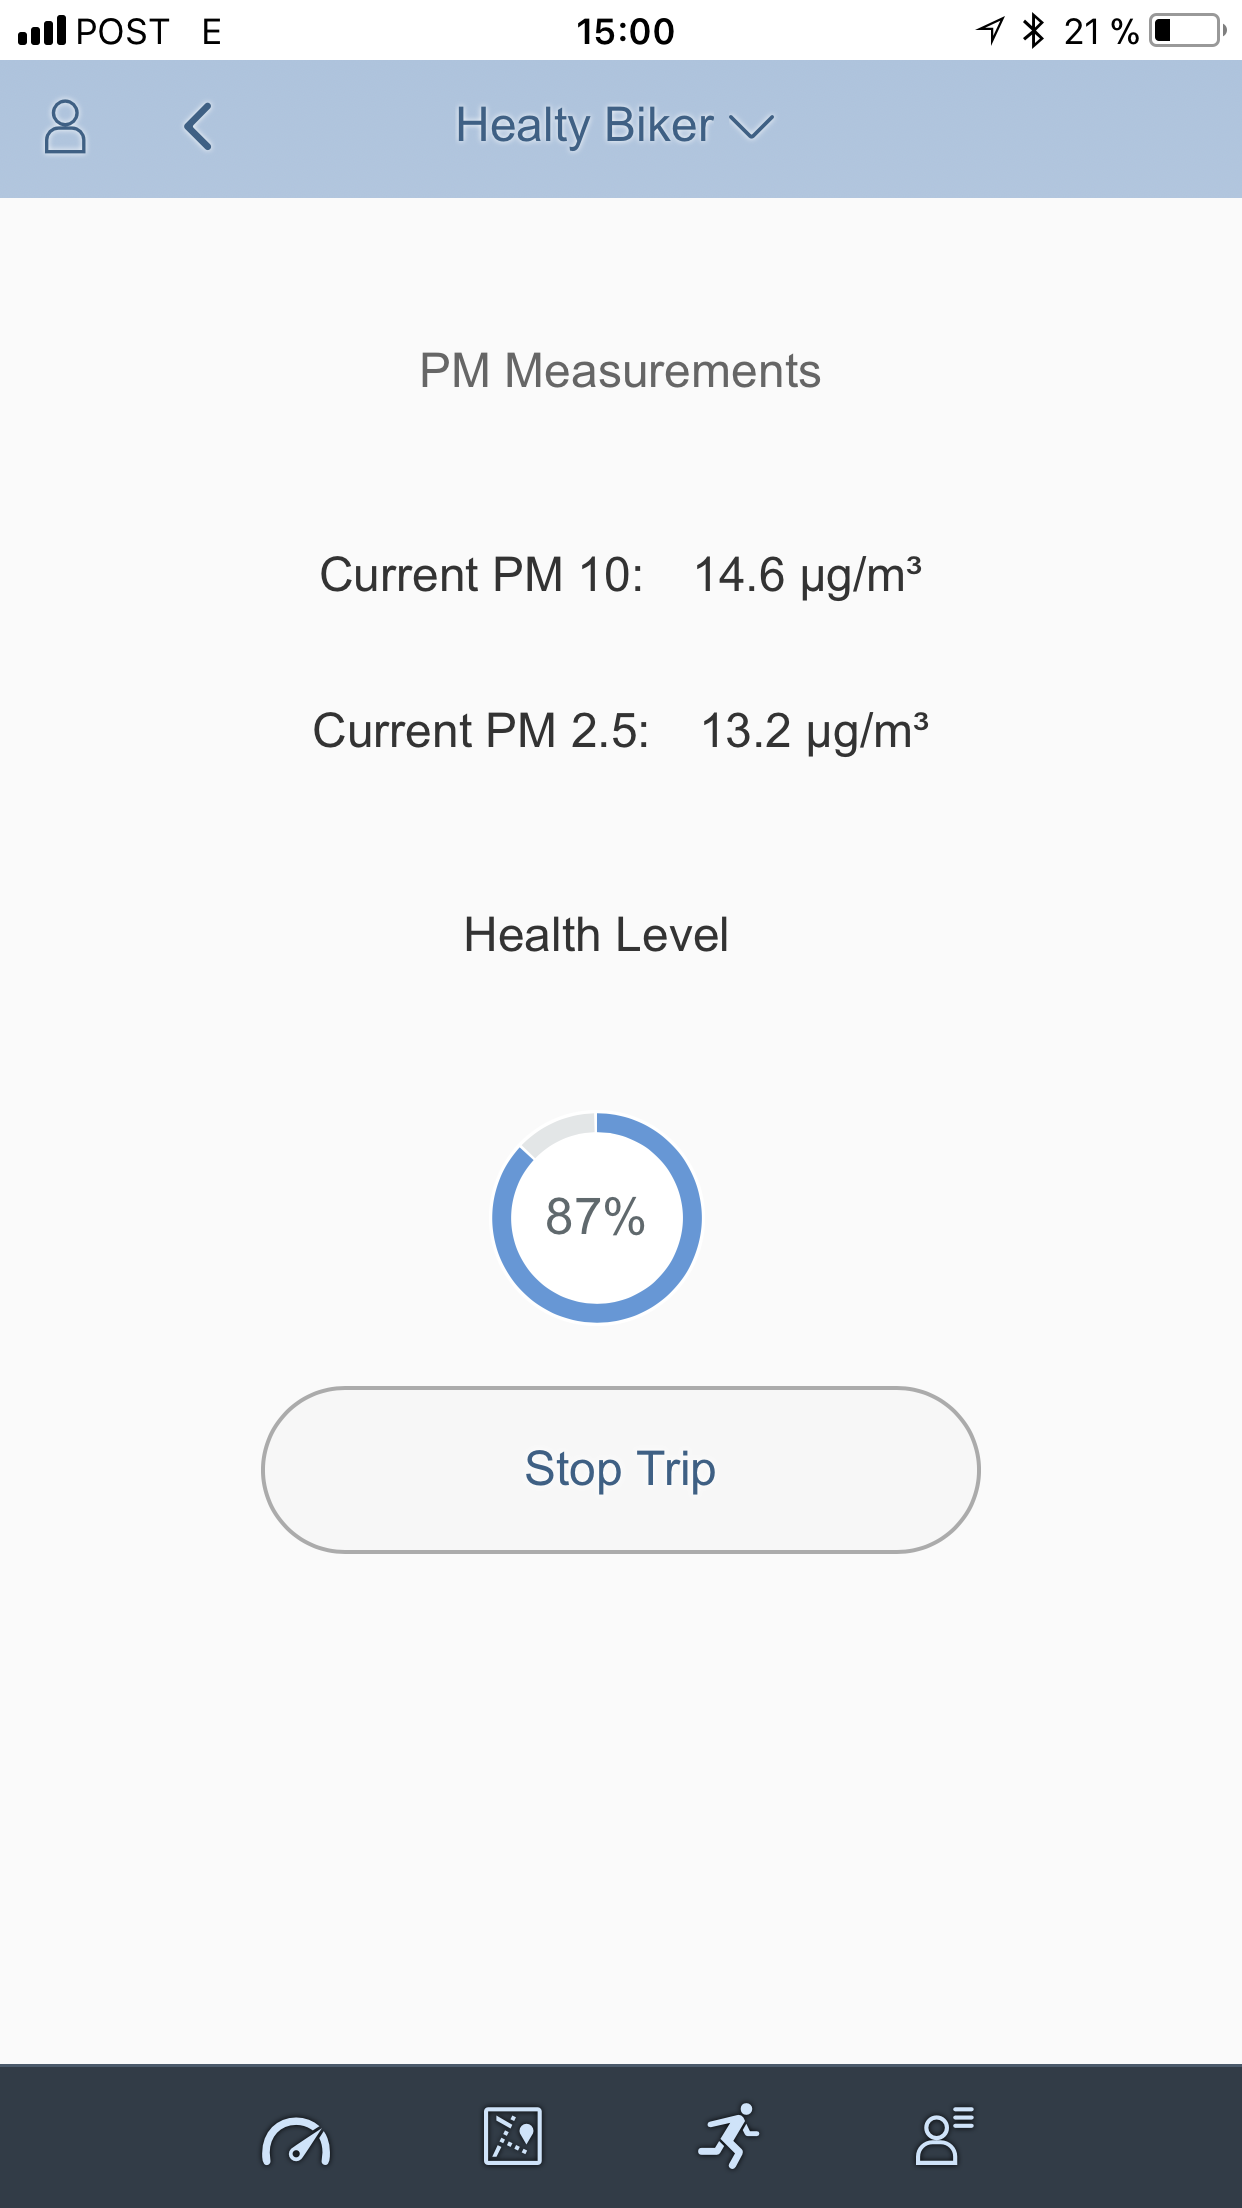 POST E 15:00 21 %
Healty Biker
PM Measurements
Current PM 10: 14.6 µg/m³
Current PM 2.5: 13.2 µg/m³
Health Level
87%
Stop Trip